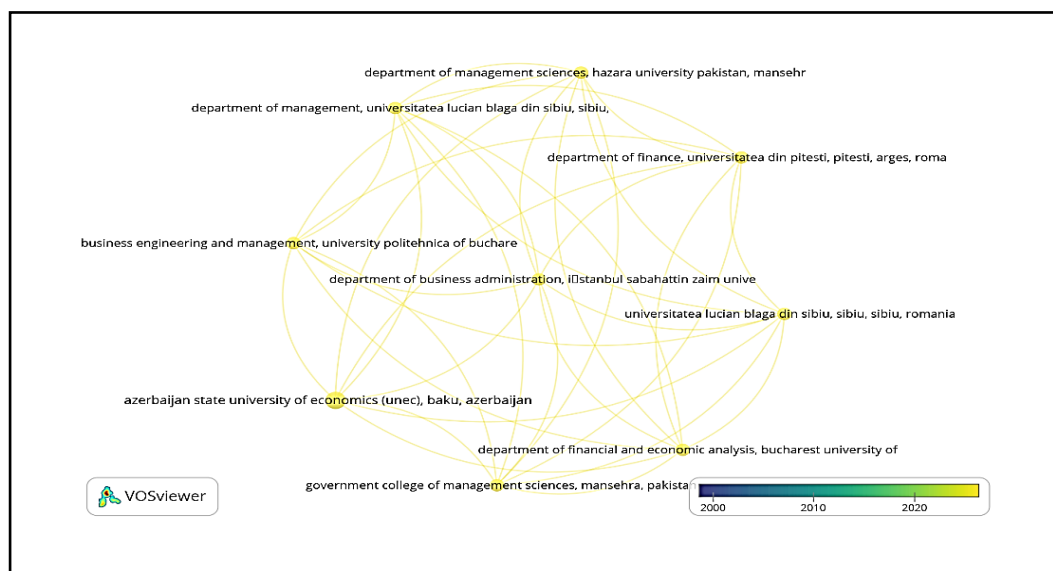 department of management sciences, hazara university pakistan, mansehr
department of management, universitatea lucian blaga din sibiu, sibiu,
department of finance, universitatea din pitesti, pitesti, arges, roma
business engineering and management, university politehnica of buchare
department of business administration, i̇stanbul sabahattin zaim unive
universitatea lucian blaga din sibiu, sibiu, sibiu, romania
azerbaijan state university of economics (unec), baku, azerbaijan
department of financial and economic analysis, bucharest university of
government college of management sciences, mansehra, pakistan
VOSviewer
2000 2010 2020